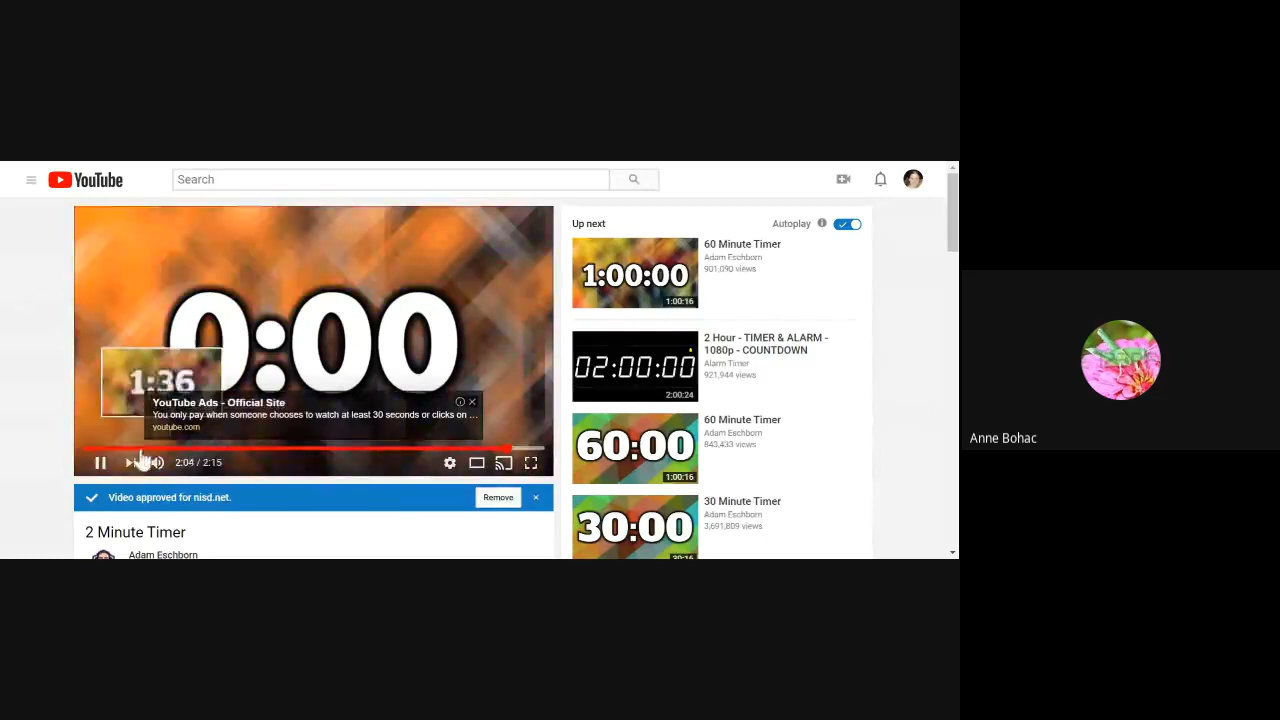 YouTube
Search
0:00
1:36
YouTube Ads - Official Site
You only pay when someone chooses to watch at least 30 seconds or clicks on ...
youtube.com
2:04 / 2:15
Video approved for nisd.net.
Remove
2 Minute Timer
Adam Eschborn
Up next
Autoplay
1:00:00
1:00:16
60 Minute Timer
Adam Eschborn
901,090 views
02:00:00
2:00:24
2 Hour - TIMER & ALARM -
1080p - COUNTDOWN
Alarm Timer
921,944 views
60:00
1:00:16
60 Minute Timer
Adam Eschborn
843,433 views
30:00
30:16
30 Minute Timer
Adam Eschborn
3,691,809 views
Anne Bohac